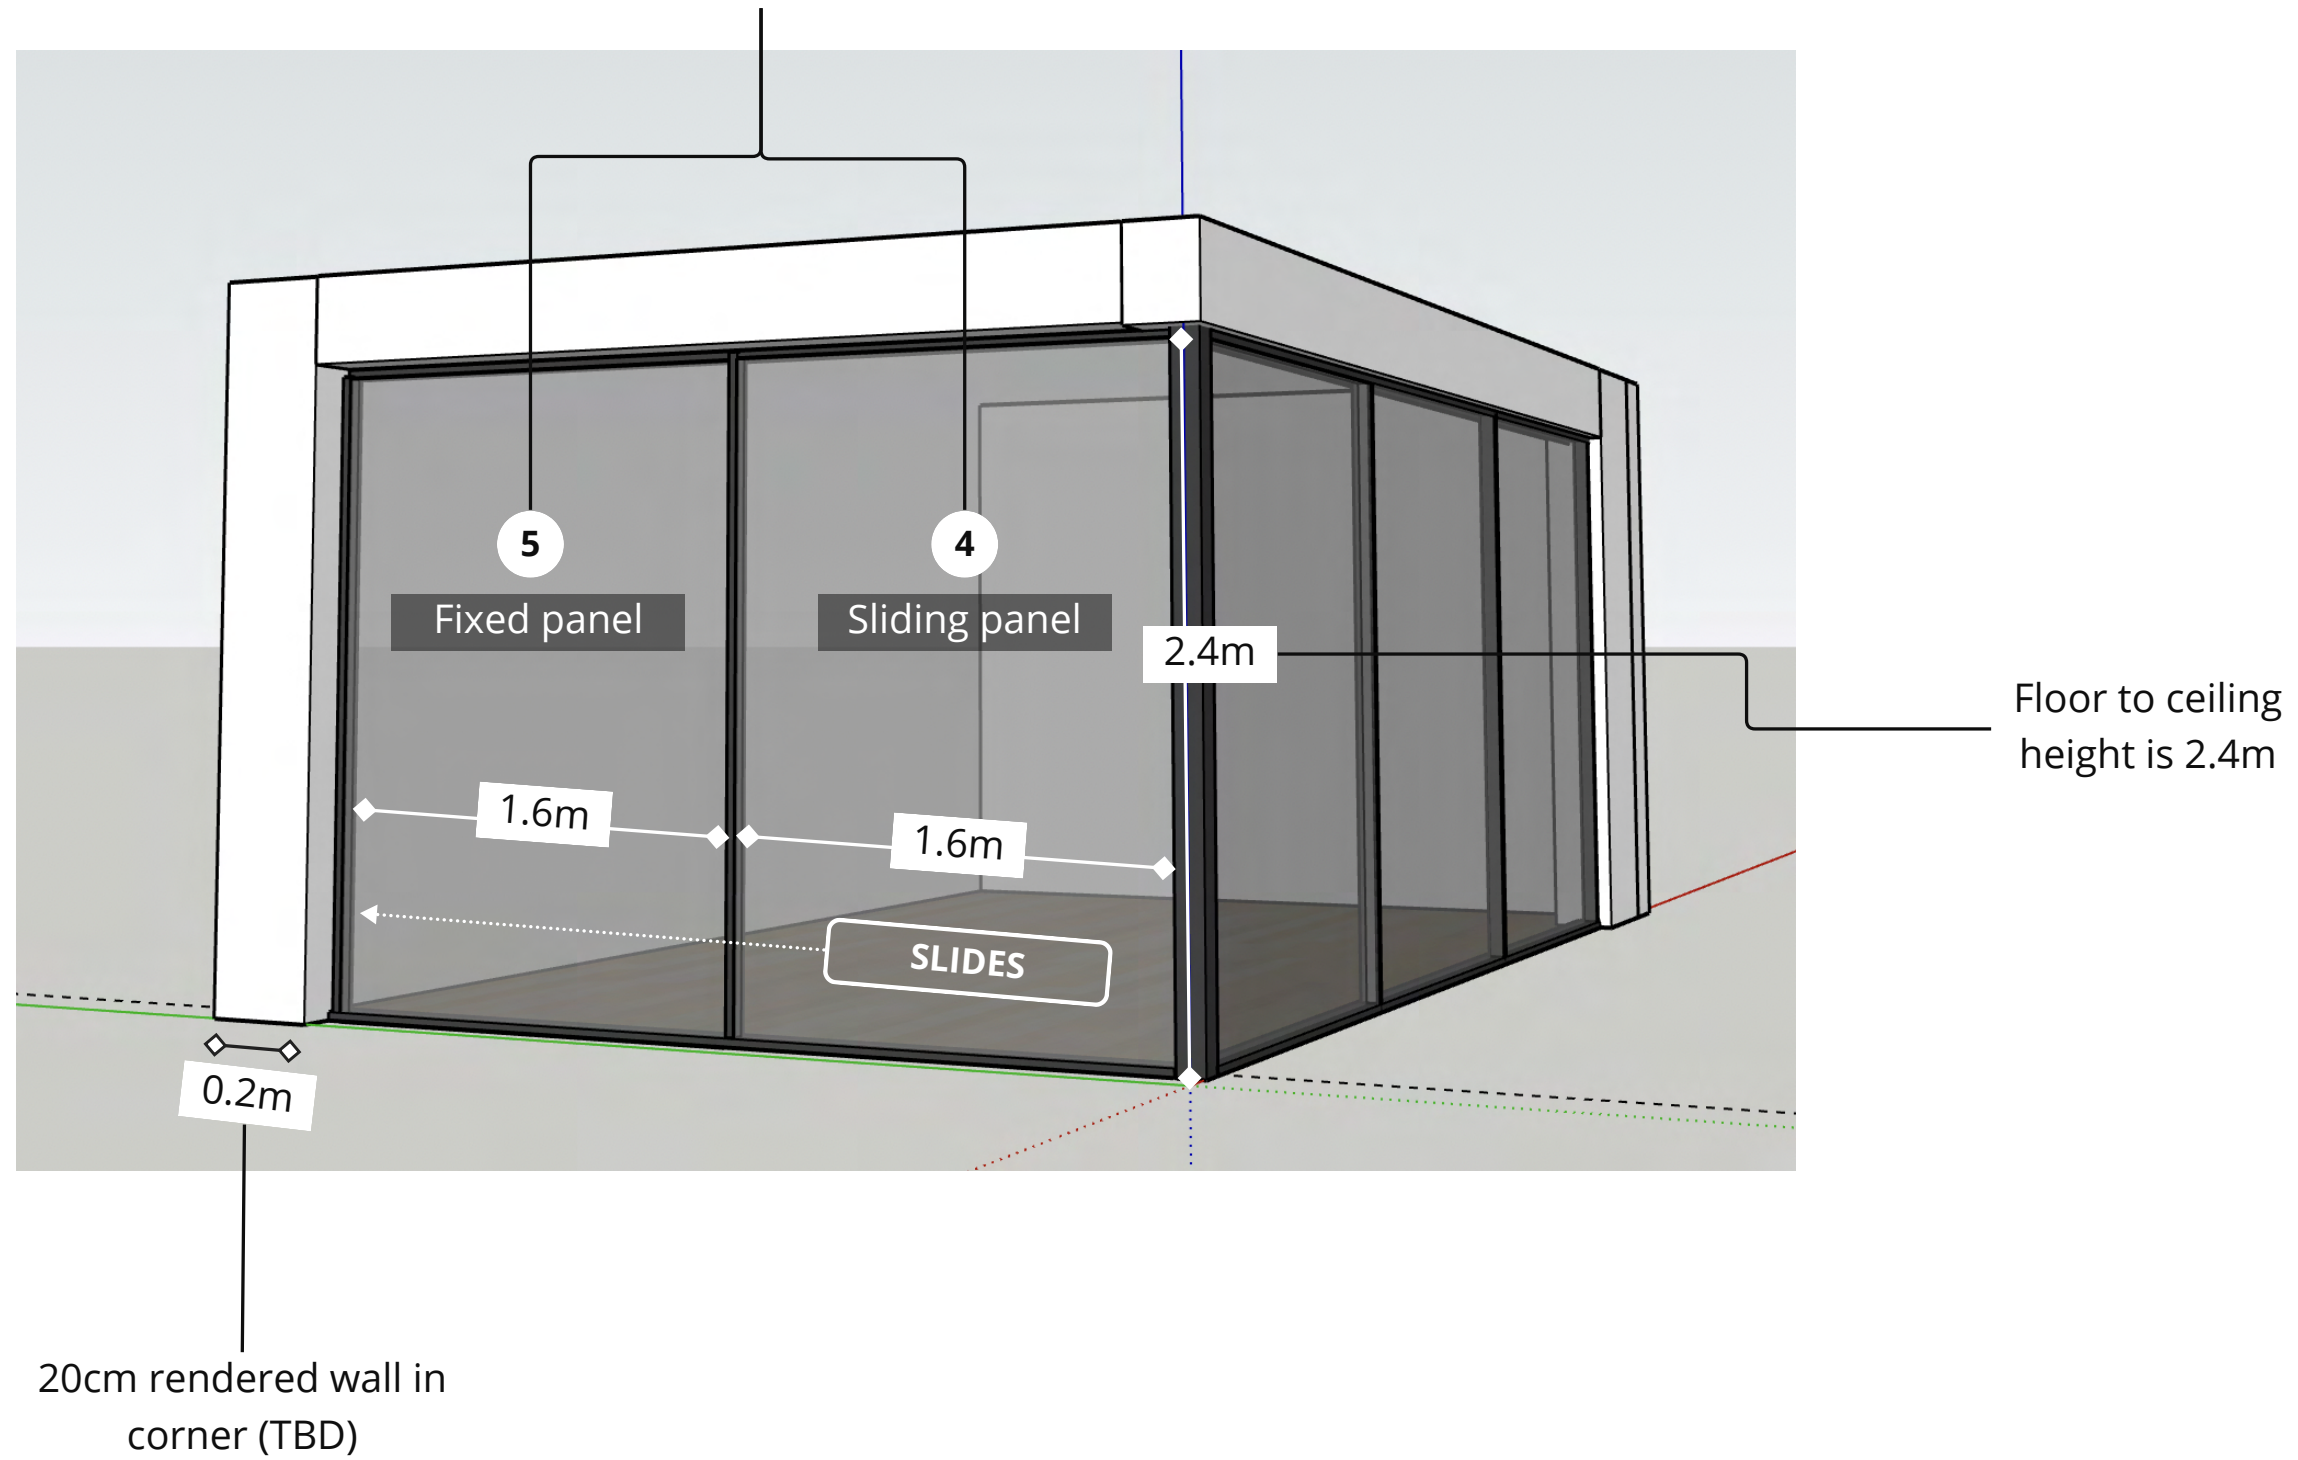 5
4
Fixed panel
Sliding panel
2.4m
Floor to ceiling
height is 2.4m
1.6m
1.6m
SLIDES
0.2m
20cm rendered wall in
corner (TBD)